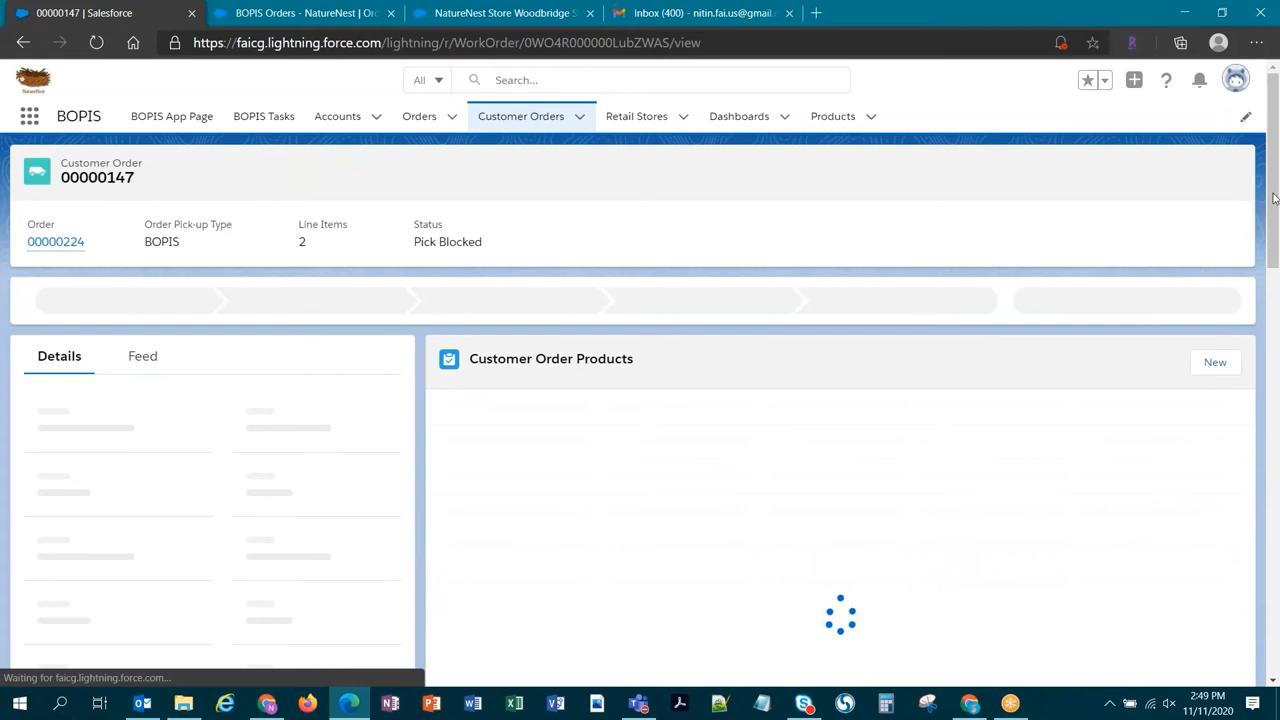 00000147 | Salesforce
BOPIS Orders - NatureNest | Or
NatureNest Store Woodbridge S
Inbox (400) - nitin.fai.us@gmail.c
https://faicg.lightning.force.com/lightning/r/WorkOrder/0WO4R000000LubZWAS/view
NatureNest
All
Search...
BOPIS
BOPIS App Page
BOPIS Tasks
Accounts
Orders
Customer Orders
Retail Stores
Dashboards
Products
Customer Order
00000147
Order
Order Pick-up Type
Line Items
Status
00000224
BOPIS
2
Pick Blocked
Details
Feed
Customer Order Products
New
Waiting for faicg.lightning.force.com...
2:49 PM
11/11/2020